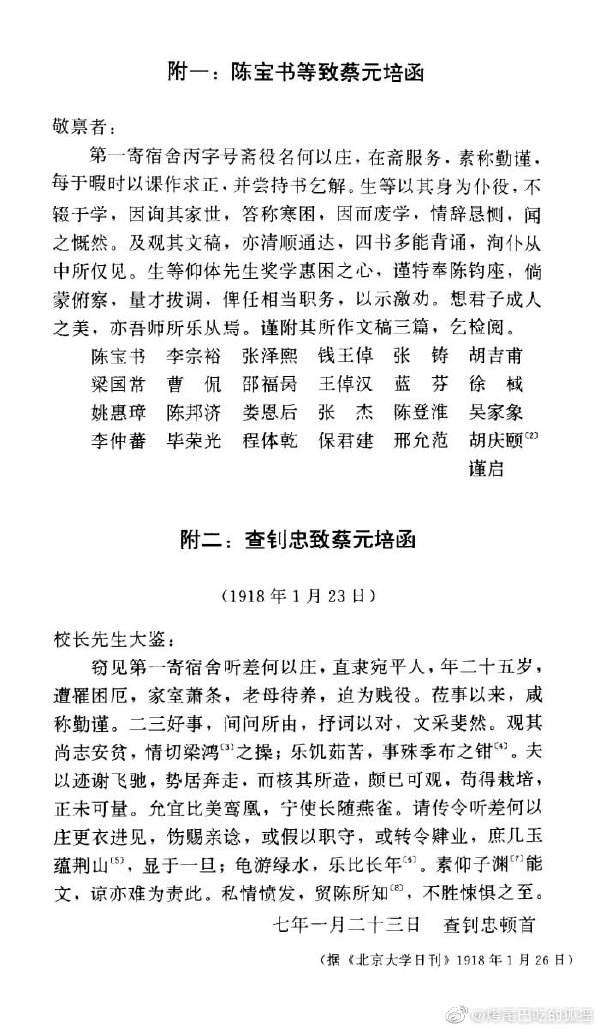 附一：陈宝书等致蔡元培函
敬禀者：
第一寄宿舍丙字号斋役名何以庄，在斋服务，素称勤谨，
每于暇时以课作求正，并尝持书乞解。生等以其身为仆役，不
辍于学，因询其家世，答称寒困，因而废学，情辞恳恻，闻
之慨然。及观其文稿，亦清顺通达，四书多能背诵，洵仆从
中所仅见。生等仰体先生奖学惠困之心，谨特奉陈钧座，倘
蒙俯察，量才拔调，俾任相当职务，以示激劝。想君子成人
之美，亦吾师所乐从焉。谨附其所作文稿三篇，乞检阅。
陈宝书 李宗裕 张泽熙 钱王倬 张铸 胡吉甫
梁国常 曹侃 邵福昺 王倬汉 蓝芬 徐棫
姚惠璋 陈邦济 娄恩后 张杰 陈登淮 吴家象
李仲蕃 毕荣光 程体乾 保君建 邢允范 胡庆颐〔2〕
谨启
附二：查钊忠致蔡元培函
（1918年1月23日）
校长先生大鉴：
窃见第一寄宿舍听差何以庄，直隶宛平人，年二十五岁，
遭罹困厄，家室萧条，老母待养，迫为贱役。莅事以来，咸
称勤谨。二三好事，间问所由，抒词以对，文采斐然。观其
尚志安贫，情切梁鸿〔3〕之操；乐饥茹苦，事殊季布之钳〔4〕。夫
以迹谢飞驰，势居奔走，而核其所造，颇已可观，苟得栽培，
正未可量。允宜比美鸾凰，宁使长随燕雀。请传令听差何以
庄更衣进见，饬赐亲谂，或假以职守，或转令肄业，庶几玉
蕴荆山〔5〕，显于一旦；龟游绿水，乐比长年〔6〕。素仰子渊〔7〕能
文，谅亦难为责此。私情愤发，贸陈所知〔8〕，不胜悚惧之至。
七年一月二十三日 查钊忠顿首
（据《北京大学日刊》1918年1月26日）
@烤尾巴吃的狐狸